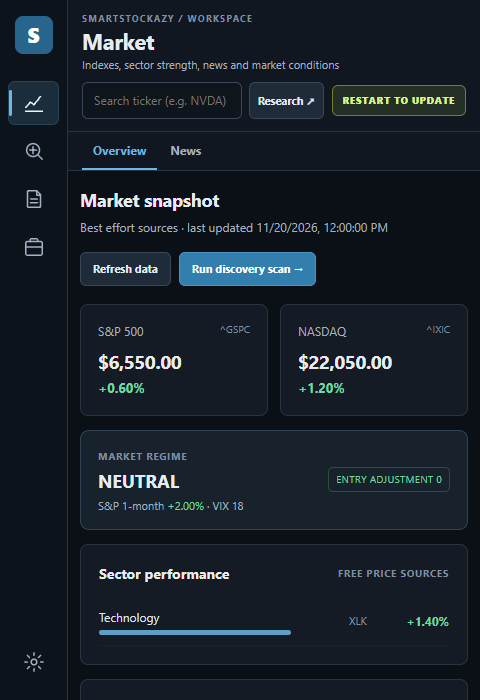 S
SMARTSTOCKAZY / WORKSPACE
Market
Indexes, sector strength, news and market conditions
Search ticker (e.g. NVDA)
Research ↗
RESTART TO UPDATE
Overview
News
Market snapshot
Best effort sources · last updated 11/20/2026, 12:00:00 PM
Refresh data
Run discovery scan →
S&P 500
^GSPC
$6,550.00
+0.60%
NASDAQ
^IXIC
$22,050.00
+1.20%
MARKET REGIME
NEUTRAL
S&P 1-month +2.00% · VIX 18
ENTRY ADJUSTMENT 0
Sector performance
FREE PRICE SOURCES
Technology
XLK
+1.40%